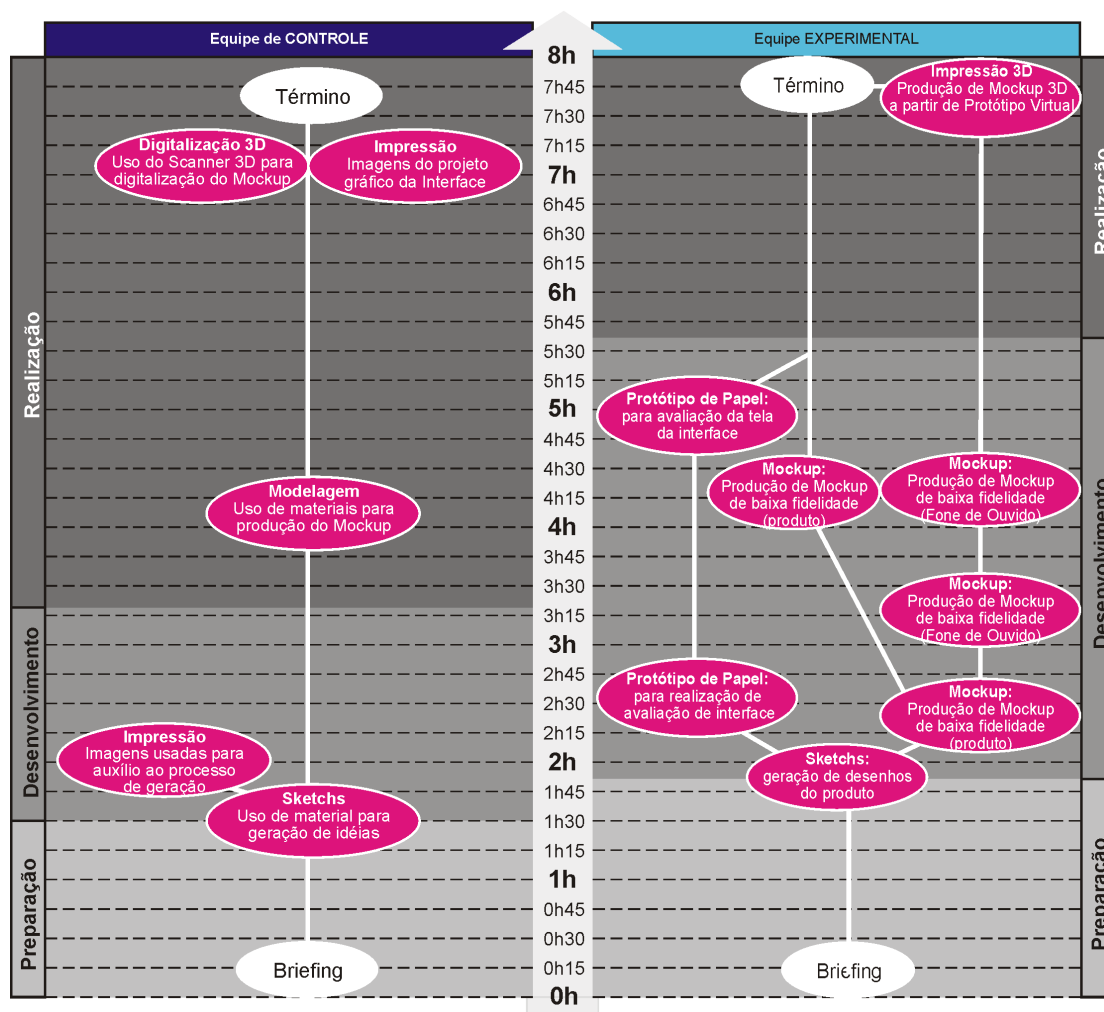 Equipe de CONTROLE
Equipe EXPERIMENTAL
8h
7h45
7h30
7h15
7h
6h45
6h30
6h15
6h
5h45
5h30
5h15
5h
4h45
4h30
4h15
4h
3h45
3h30
3h15
3h
2h45
2h30
2h15
2h
1h45
1h30
1h15
1h
0h45
0h30
0h15
0h
Realização
Desenvolvimento
Preparação
Término
Digitalização 3D
Uso do Scanner 3D para
digitalização do Mockup
Impressão
Imagens do projeto
gráfico da Interface
Modelagem
Uso de materiais para
produção do Mockup
Impressão
Imagens usadas para
auxílio ao processo
de geração
Sketchs
Uso de material para
geração de idéias
Briefing
Término
Impressão 3D
Produção de Mockup 3D
a partir de Protótipo Virtual
Protótipo de Papel:
para avaliação da tela
da interface
Mockup:
Produção de Mockup
de baixa fidelidade
(produto)
Mockup:
Produção de Mockup
de baixa fidelidade
(Fone de Ouvido)
Mockup:
Produção de Mockup
de baixa fidelidade
(Fone de Ouvido)
Protótipo de Papel:
para realização de
avaliação de interface
Mockup:
Produção de Mockup
de baixa fidelidade
(produto)
Sketchs:
geração de desenhos
do produto
Briefing
Realização
Desenvolvimento
Preparação